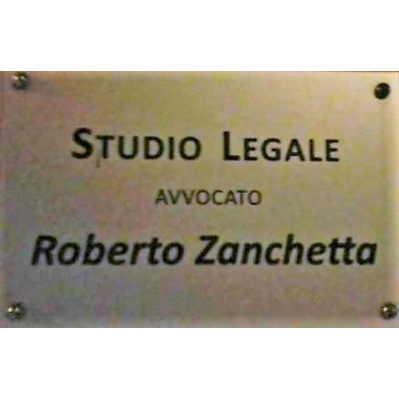 STUDIO LEGALE
AVVOCATO
Roberto Zanchetta